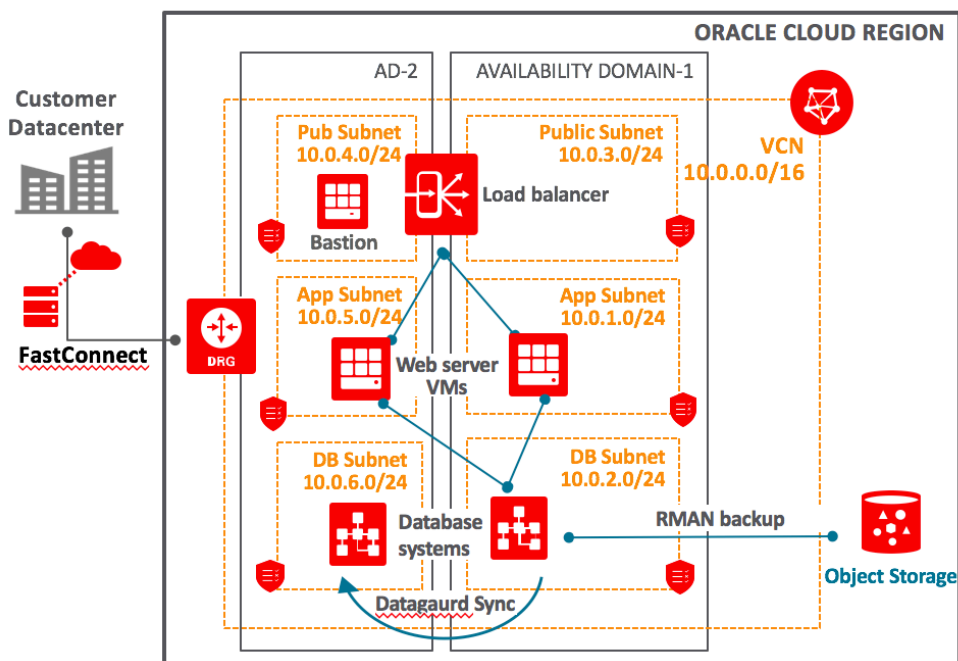 ORACLE CLOUD REGION
AD-2
AVAILABILITY DOMAIN-1
Customer
Datacenter
Pub Subnet
10.0.4.0/24
Public Subnet
10.0.3.0/24
VCN
10.0.0.0/16
Load balancer
Bastion
App Subnet
10.0.5.0/24
App Subnet
10.0.1.0/24
FastConnect
DRG
Web server
VMs
DB Subnet
10.0.6.0/24
DB Subnet
10.0.2.0/24
Database
systems
RMAN backup
Object Storage
Datagaurd Sync